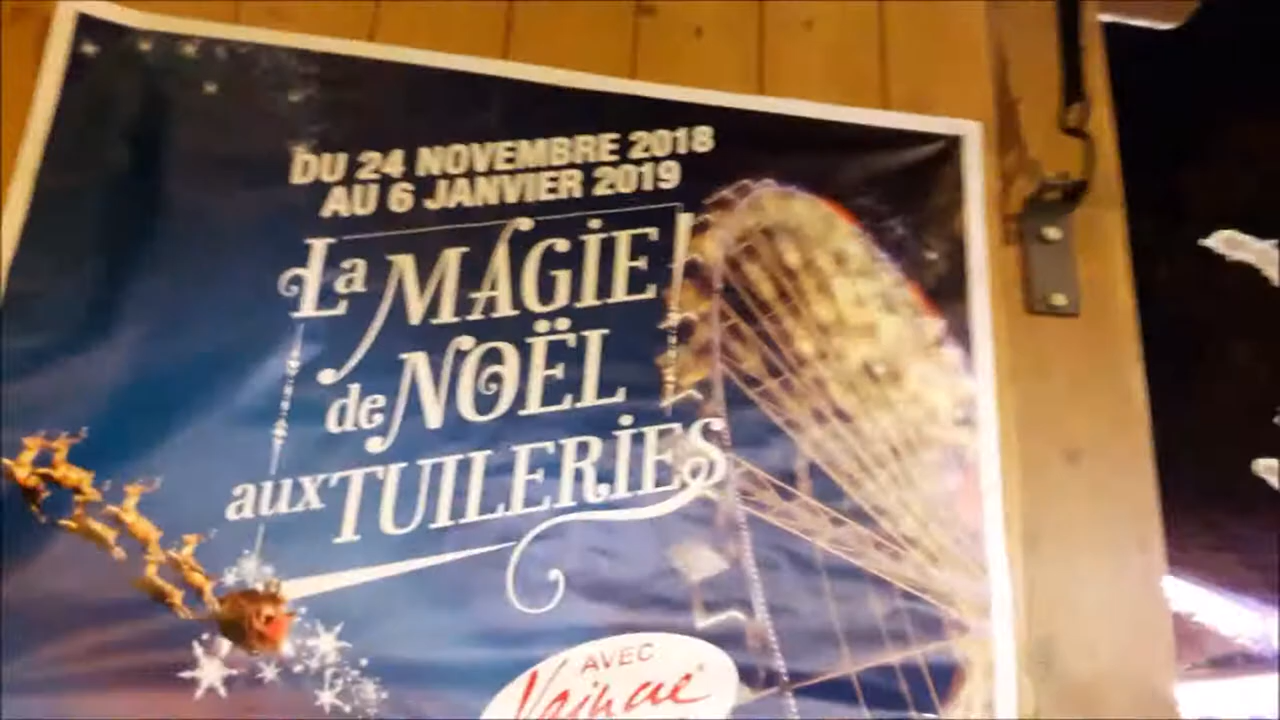 DU 24 NOVEMBRE 2018
AU 6 JANVIER 2019
La MAGIE
de NOËL
aux TUILERIES
AVEC